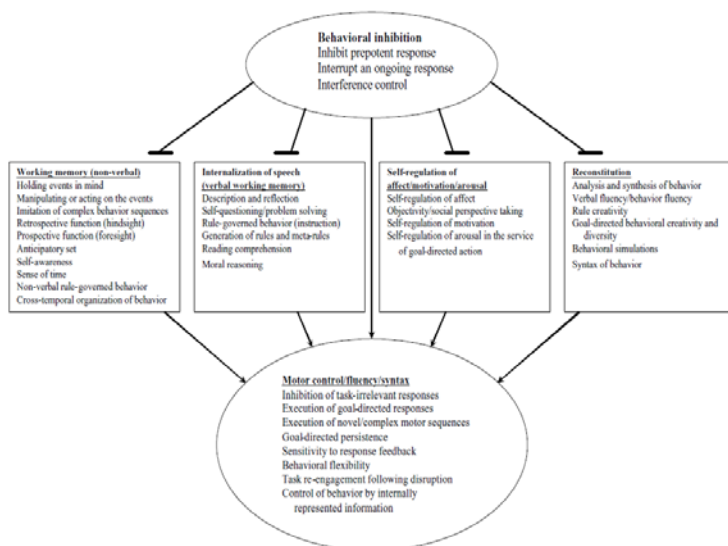 Behavioral inhibition
Inhibit prepotent response
Interrupt an ongoing response
Interference control
Working memory (non-verbal)
Holding events in mind
Manipulating or acting on the events
Imitation of complex behavior sequences
Retrospective function (hindsight)
Prospective function (foresight)
Anticipatory set
Self-awareness
Sense of time
Non-verbal rule-governed behavior
Cross-temporal organization of behavior
Internalization of speech
(verbal working memory)
Description and reflection
Self-questioning/problem solving
Rule-governed behavior (instruction)
Generation of rules and meta-rules
Reading comprehension
Moral reasoning
Self-regulation of
affect/motivation/arousal
Self-regulation of affect
Objectivity/social perspective taking
Self-regulation of motivation
Self-regulation of arousal in the service
of goal-directed action
Reconstitution
Analysis and synthesis of behavior
Verbal fluency/behavior fluency
Rule creativity
Goal-directed behavioral creativity and
diversity
Behavioral simulations
Syntax of behavior
Motor control/fluency/syntax
Inhibition of task-irrelevant responses
Execution of goal-directed responses
Execution of novel/complex motor sequences
Goal-directed persistence
Sensitivity to response feedback
Behavioral flexibility
Task re-engagement following disruption
Control of behavior by internally
represented information